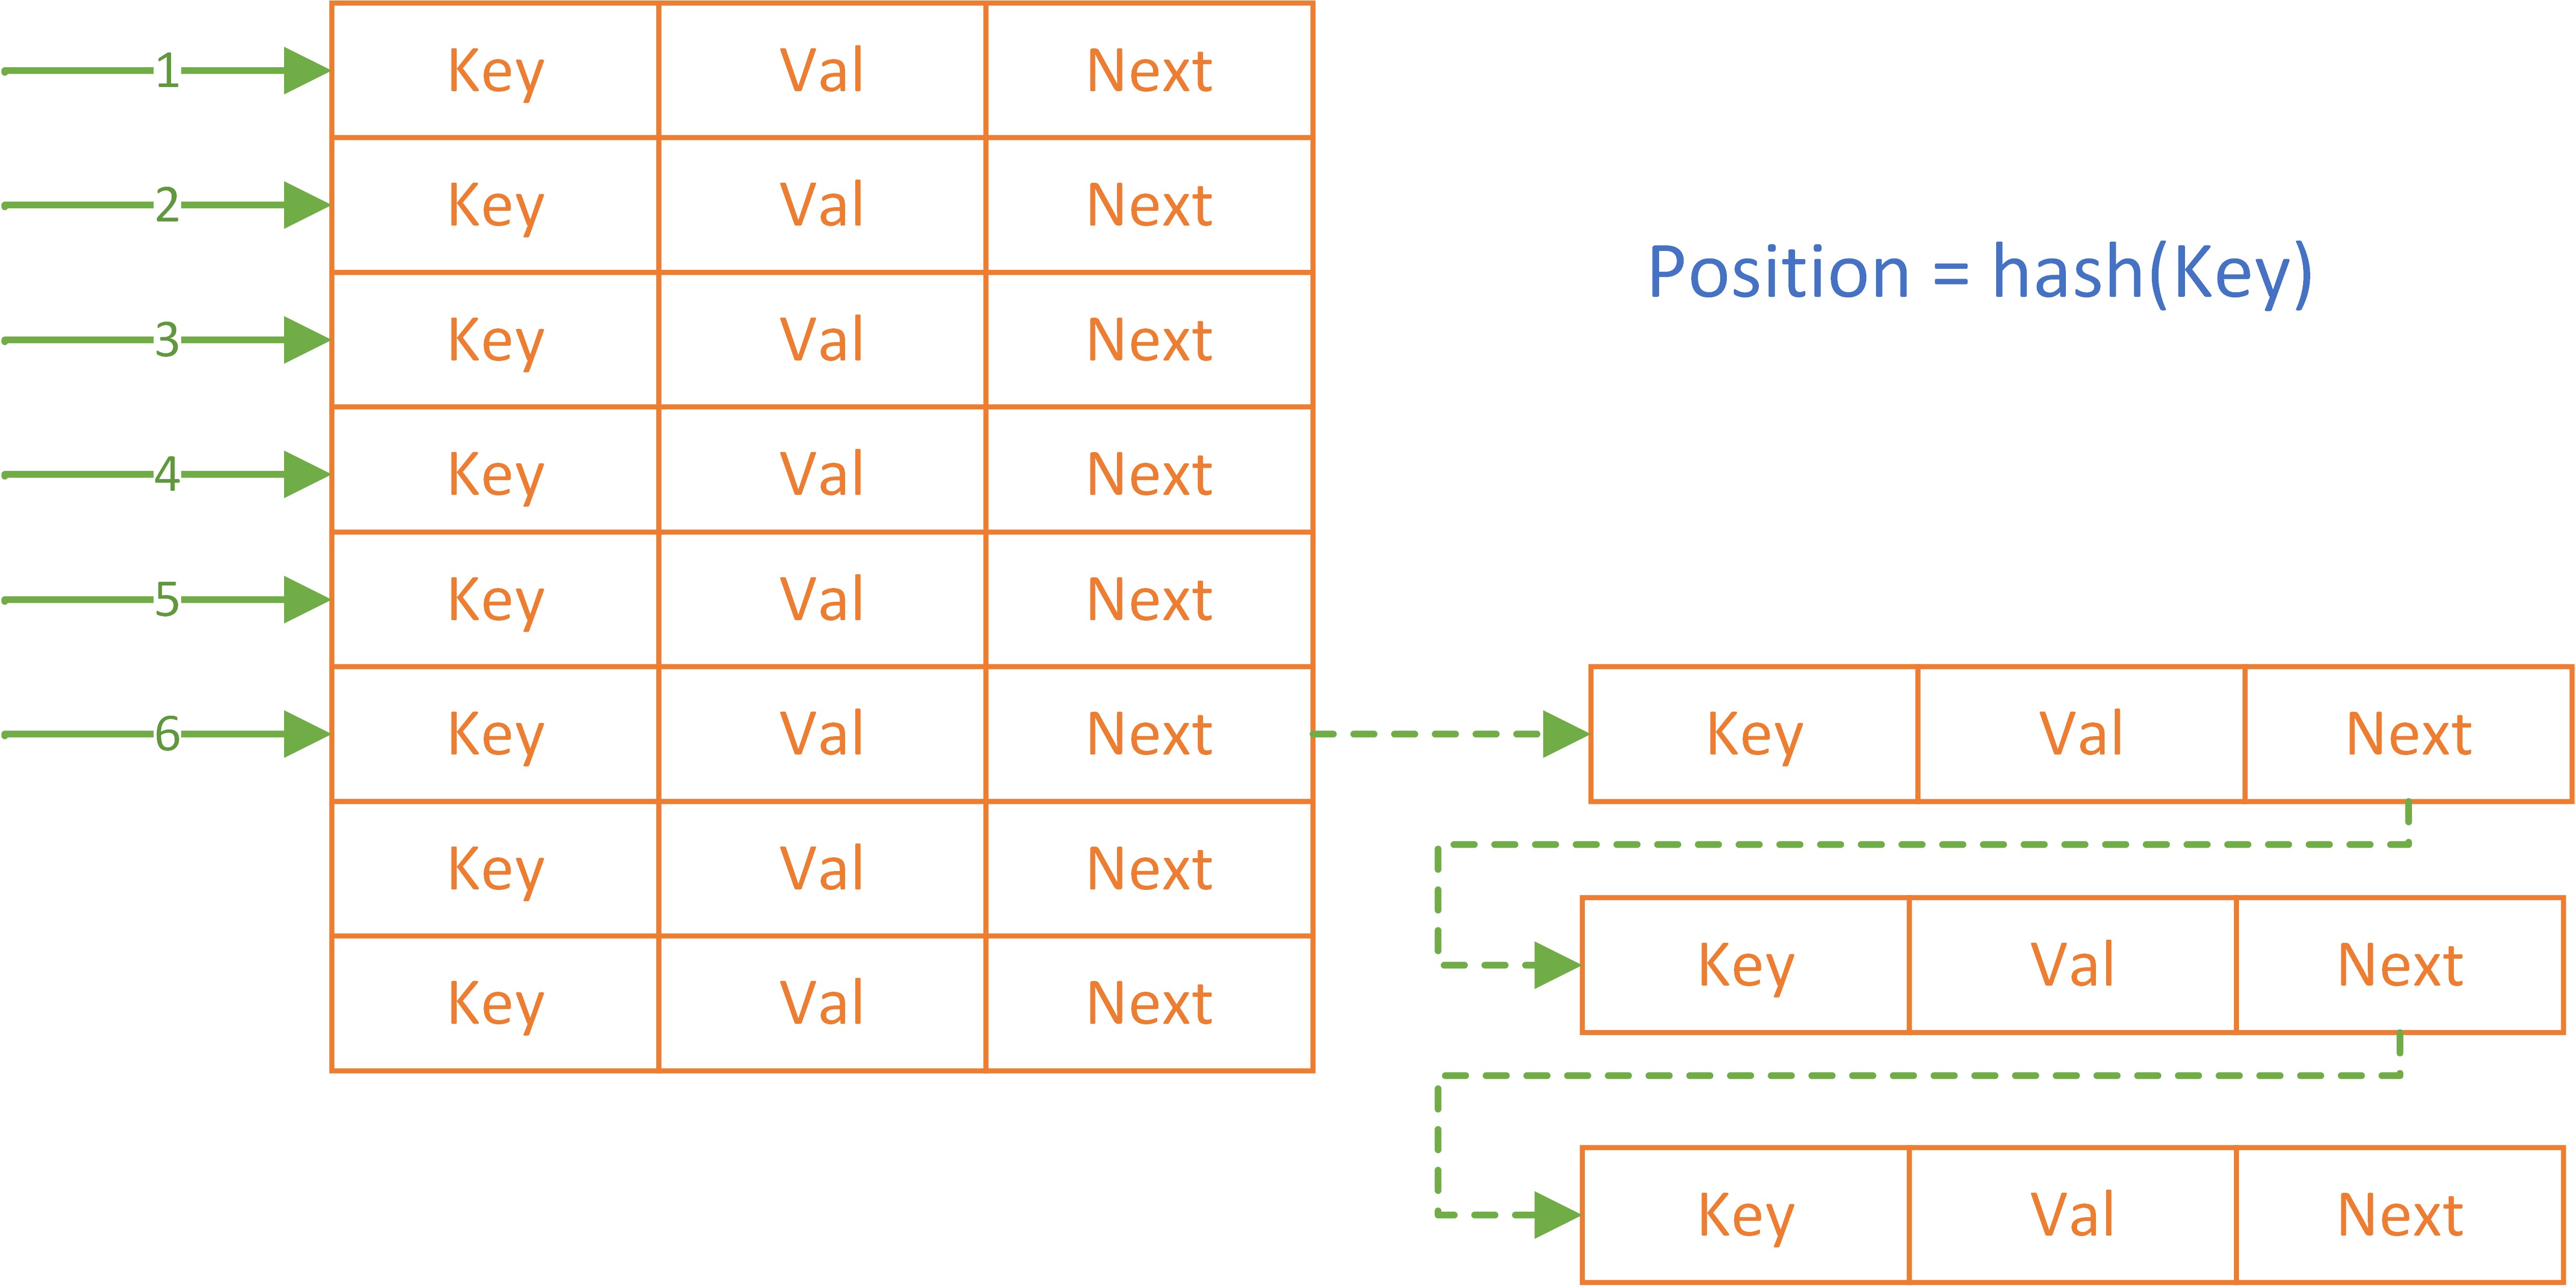 1 Key Val Next
2 Key Val Next
Position = hash(Key)
3 Key Val Next
4 Key Val Next
5 Key Val Next
6 Key Val Next Key Val Next
Key Val Next
Key Val Next
Key Val Next
Key Val Next